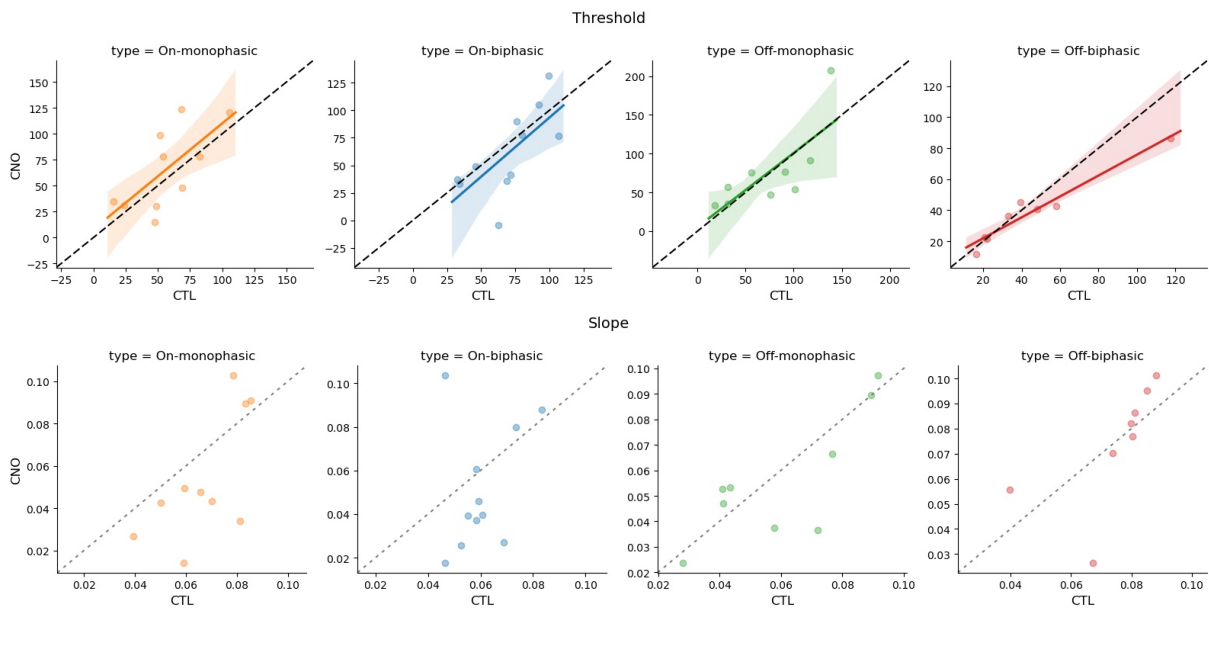 Threshold
type = On-monophasic
type = On-biphasic
type = Off-monophasic
type = Off-biphasic
CNO
150
125
100
75
50
25
0
−25
−25 0 25 50 75 100 125 150
CTL
125
100
75
50
25
0
−25
−25 0 25 50 75 100 125
CTL
200
150
100
50
0
0 50 100 150 200
CTL
120
100
80
60
40
20
20 40 60 80 100 120
CTL
Slope
type = On-monophasic
type = On-biphasic
type = Off-monophasic
type = Off-biphasic
CNO
0.10
0.08
0.06
0.04
0.02
0.02 0.04 0.06 0.08 0.10
CTL
0.10
0.08
0.06
0.04
0.02
0.02 0.04 0.06 0.08 0.10
CTL
0.10
0.09
0.08
0.07
0.06
0.05
0.04
0.03
0.02
0.02 0.04 0.06 0.08 0.10
CTL
0.10
0.09
0.08
0.07
0.06
0.05
0.04
0.03
0.04 0.06 0.08 0.10
CTL